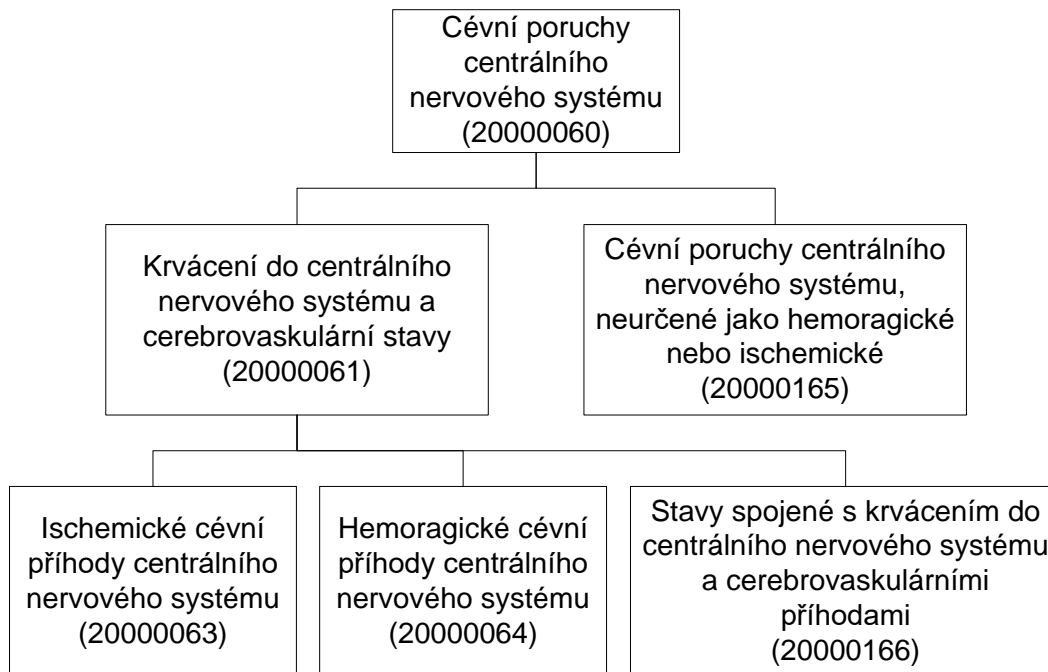 Cévní poruchy
centrálního
nervového systému
(20000060)
Krvácení do centrálního
nervového systému a
cerebrovaskulární stavy
(20000061)
Cévní poruchy centrálního
nervového systému,
neurčené jako hemoragické
nebo ischemické
(20000165)
Ischemické cévní
příhody centrálního
nervového systému
(20000063)
Hemoragické cévní
příhody centrálního
nervového systému
(20000064)
Stavy spojené s krvácením do
centrálního nervového systému
a cerebrovaskulárními
příhodami
(20000166)